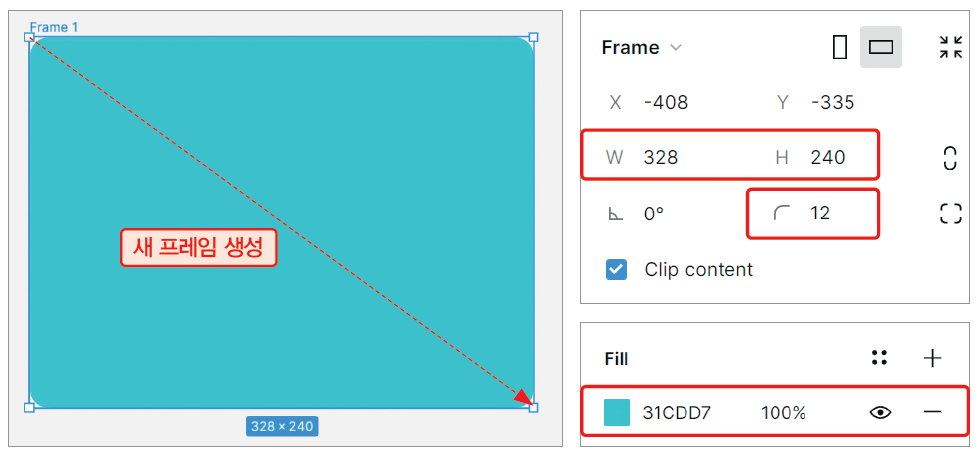 Frame 1
새 프레임 생성
328 × 240
Frame
X -408 Y -335
W 328 H 240
0° 12
Clip content
Fill
31CDD7 100%